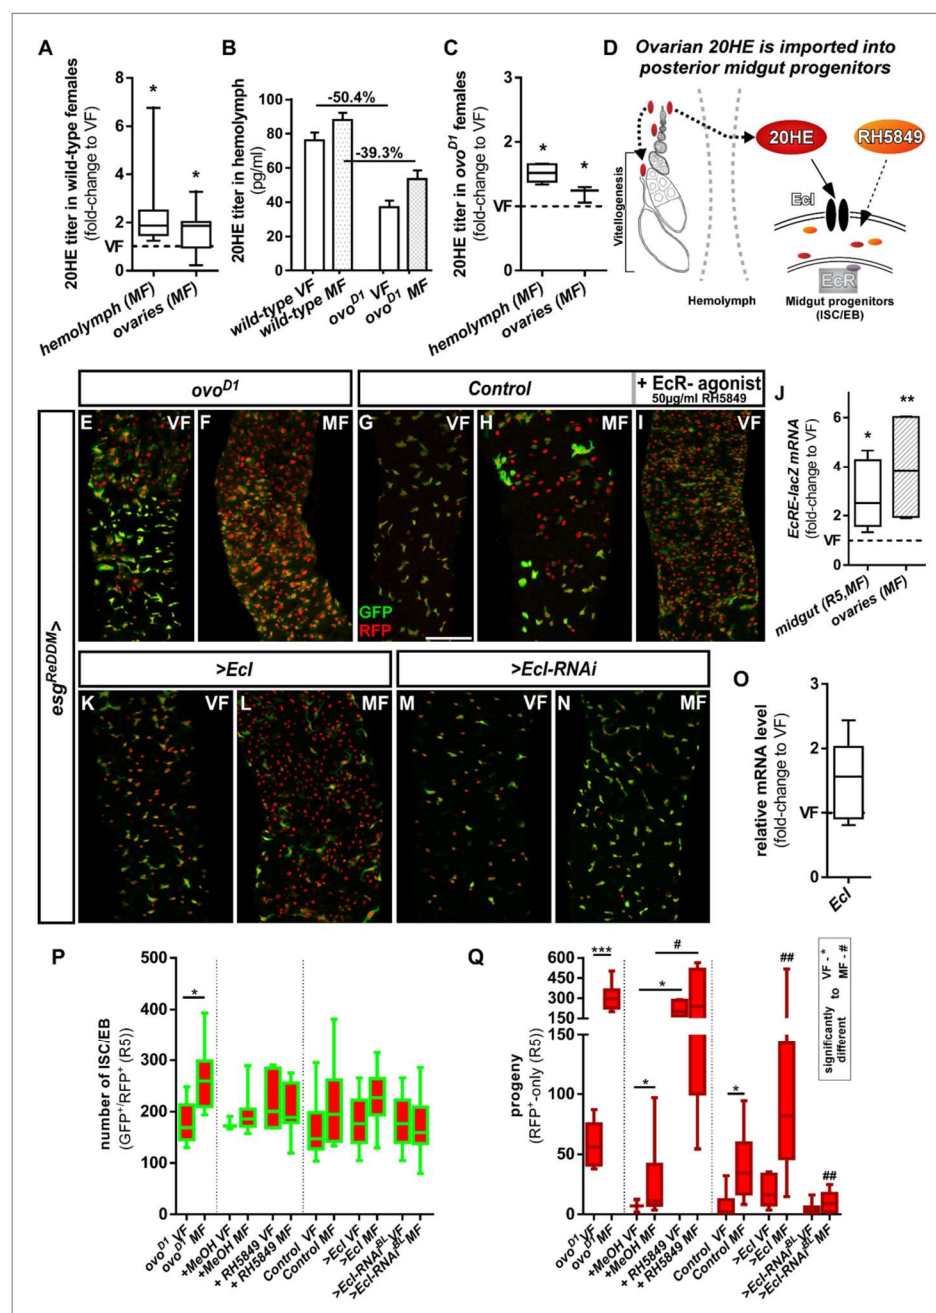 A
20HE titer in wild-type females
(fold-change to VF)
8
6
4
2
0
VF
*
*
hemolymph (MF)
ovaries (MF)
B
20HE titer in hemolymph
(pg/ml)
100
80
60
40
20
0
-50.4%
-39.3%
wild-type VF
wild-type MF
ovoD1 VF
ovoD1 MF
C
20HE titer in ovoD1 females
(fold-change to VF)
3
2
1
0
VF
*
*
hemolymph (MF)
ovaries (MF)
D
Ovarian 20HE is imported into
posterior midgut progenitors
20HE
RH5849
EcI
EcR
Vitellogenesis
Hemolymph
Midgut progenitors
(ISC/EB)
esgReDDM>
ovoD1
Control
+ EcR- agonist
50µg/ml RH5849
E
VF
F
MF
G
VF
GFP
RFP
H
MF
I
VF
J
EcRE-lacZ mRNA
(fold-change to VF)
6
4
2
0
VF
*
**
midgut (R5,MF)
ovaries (MF)
>EcI
>EcI-RNAi
K
VF
L
MF
M
VF
N
MF
O
relative mRNA level
(fold-change to VF)
3
2
1
0
VF
EcI
P
number of ISC/EB
(GFP+/RFP+ (R5)
500
400
300
200
100
0
*
ovoD1 VF
ovoD1 MF
+MeOH VF
+MeOH MF
+ RH5849 VF
+ RH5849 MF
Control VF
Control MF
>EcI VF
>EcI MF
>EcI-RNAiBL VF
>EcI-RNAiBL MF
Q
progeny
(RFP+-only (R5)
600
450
300
150
100
50
0
***
*
*
#
*
##
##
ovoD1 VF
ovoD1 MF
+MeOH VF
+MeOH MF
+ RH5849 VF
+ RH5849 MF
Control VF
Control MF
>EcI VF
>EcI MF
>EcI-RNAiBL VF
>EcI-RNAiBL MF
significantly
different
to
VF - *
MF - #